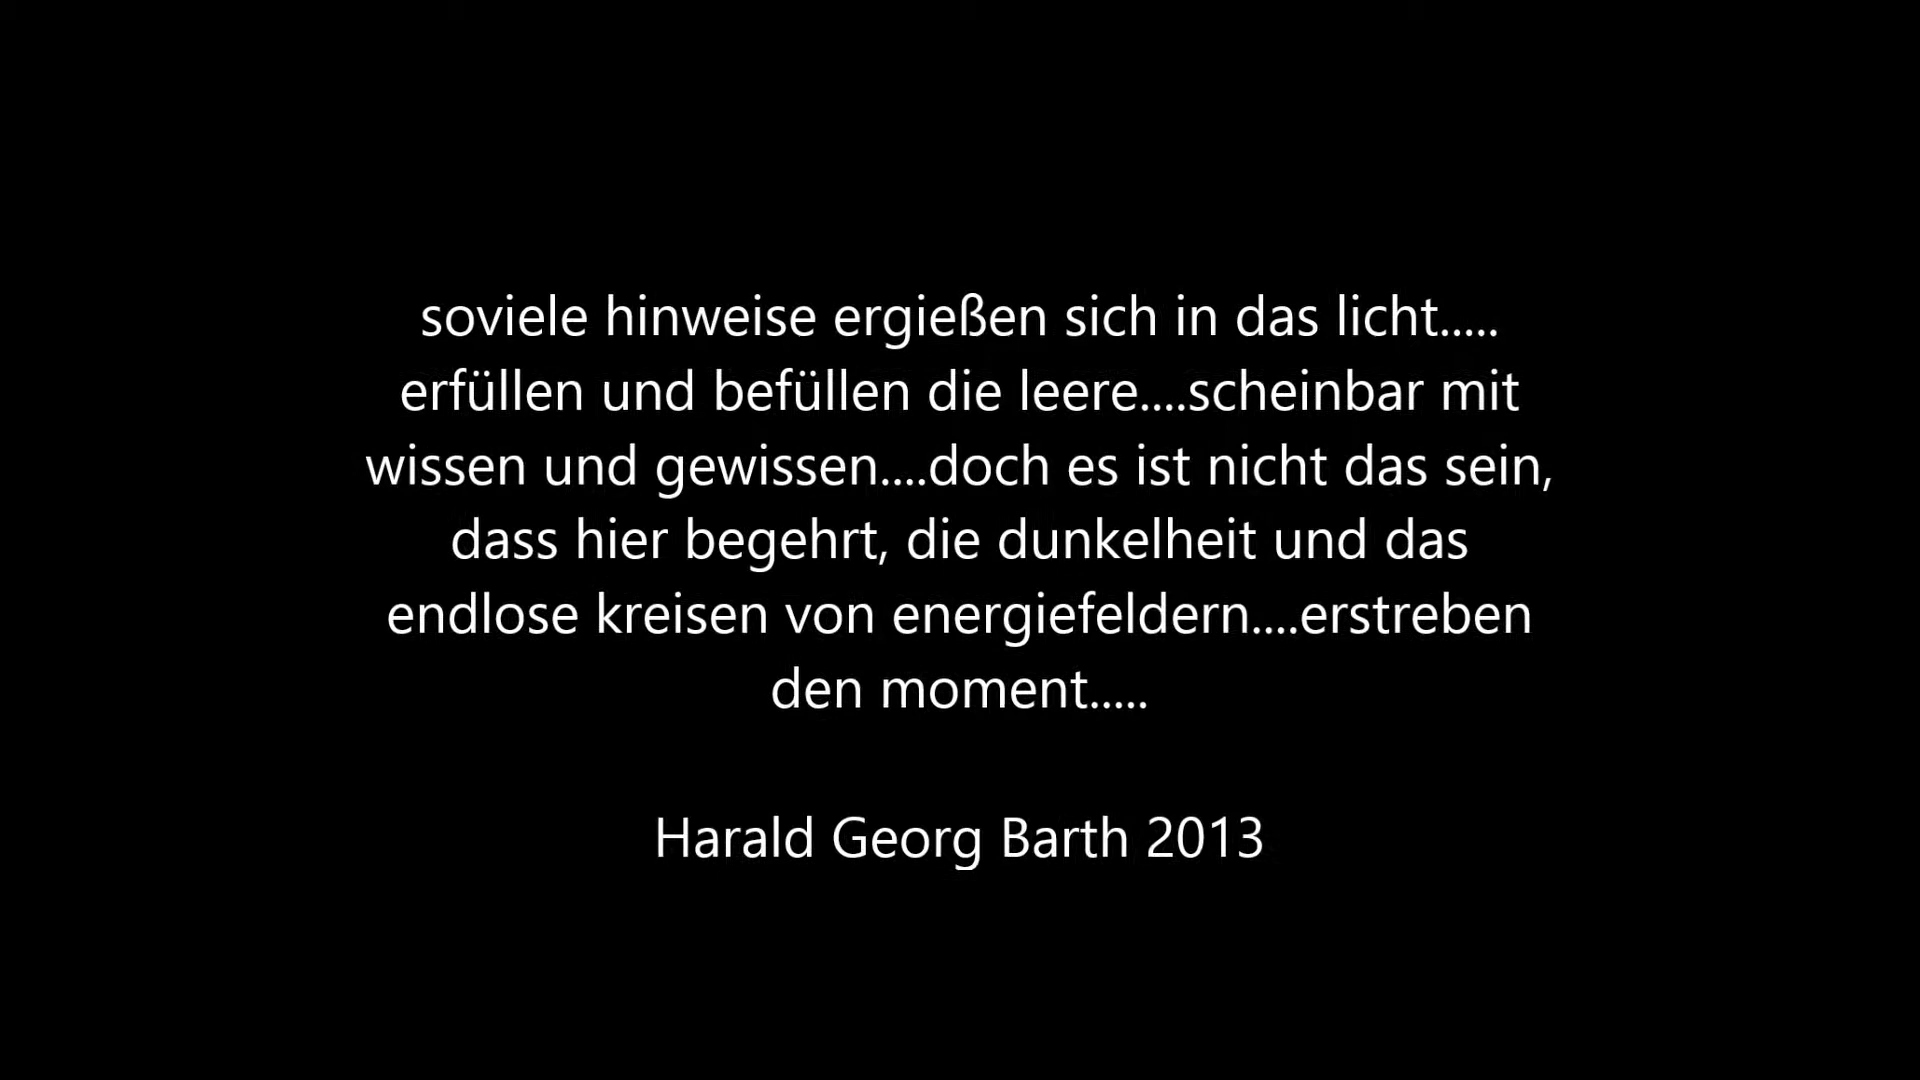 soviele hinweise ergießen sich in das licht.....
erfüllen und befüllen die leere....scheinbar mit
wissen und gewissen....doch es ist nicht das sein,
dass hier begehrt, die dunkelheit und das
endlose kreisen von energiefeldern....erstreben
den moment.....
Harald Georg Barth 2013